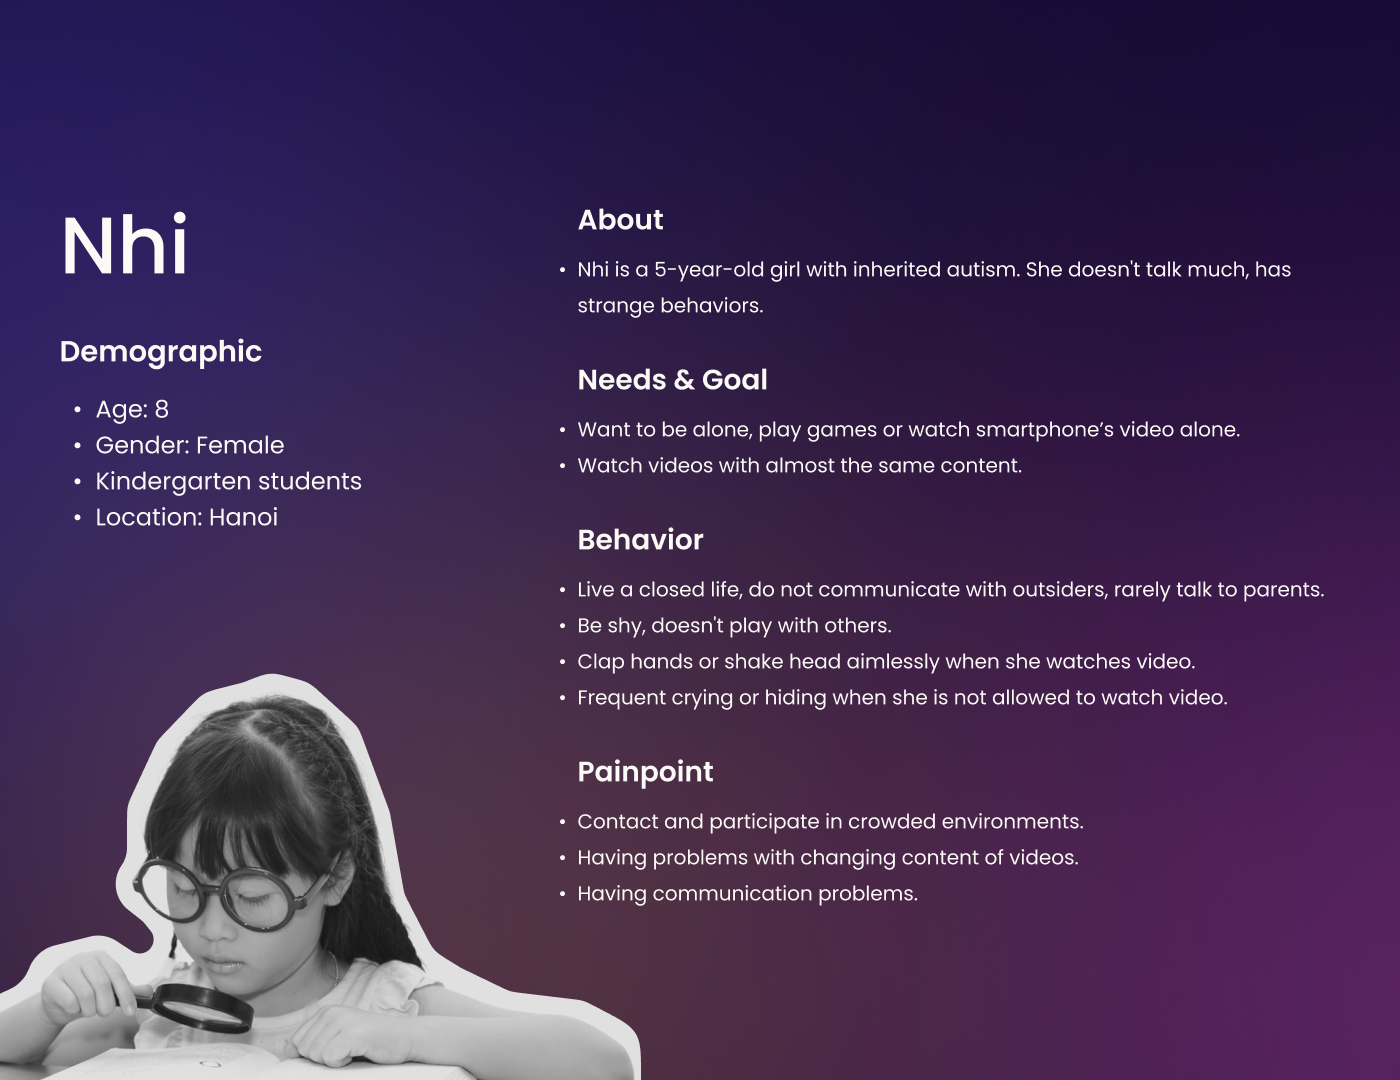 Nhi
Demographic
• Age: 8
• Gender: Female
• Kindergarten students
• Location: Hanoi
About
• Nhi is a 5-year-old girl with inherited autism. She doesn't talk much, has
strange behaviors.
Needs & Goal
• Want to be alone, play games or watch smartphone’s video alone.
• Watch videos with almost the same content.
Behavior
• Live a closed life, do not communicate with outsiders, rarely talk to parents.
• Be shy, doesn't play with others.
• Clap hands or shake head aimlessly when she watches video.
• Frequent crying or hiding when she is not allowed to watch video.
Painpoint
• Contact and participate in crowded environments.
• Having problems with changing content of videos.
• Having communication problems.